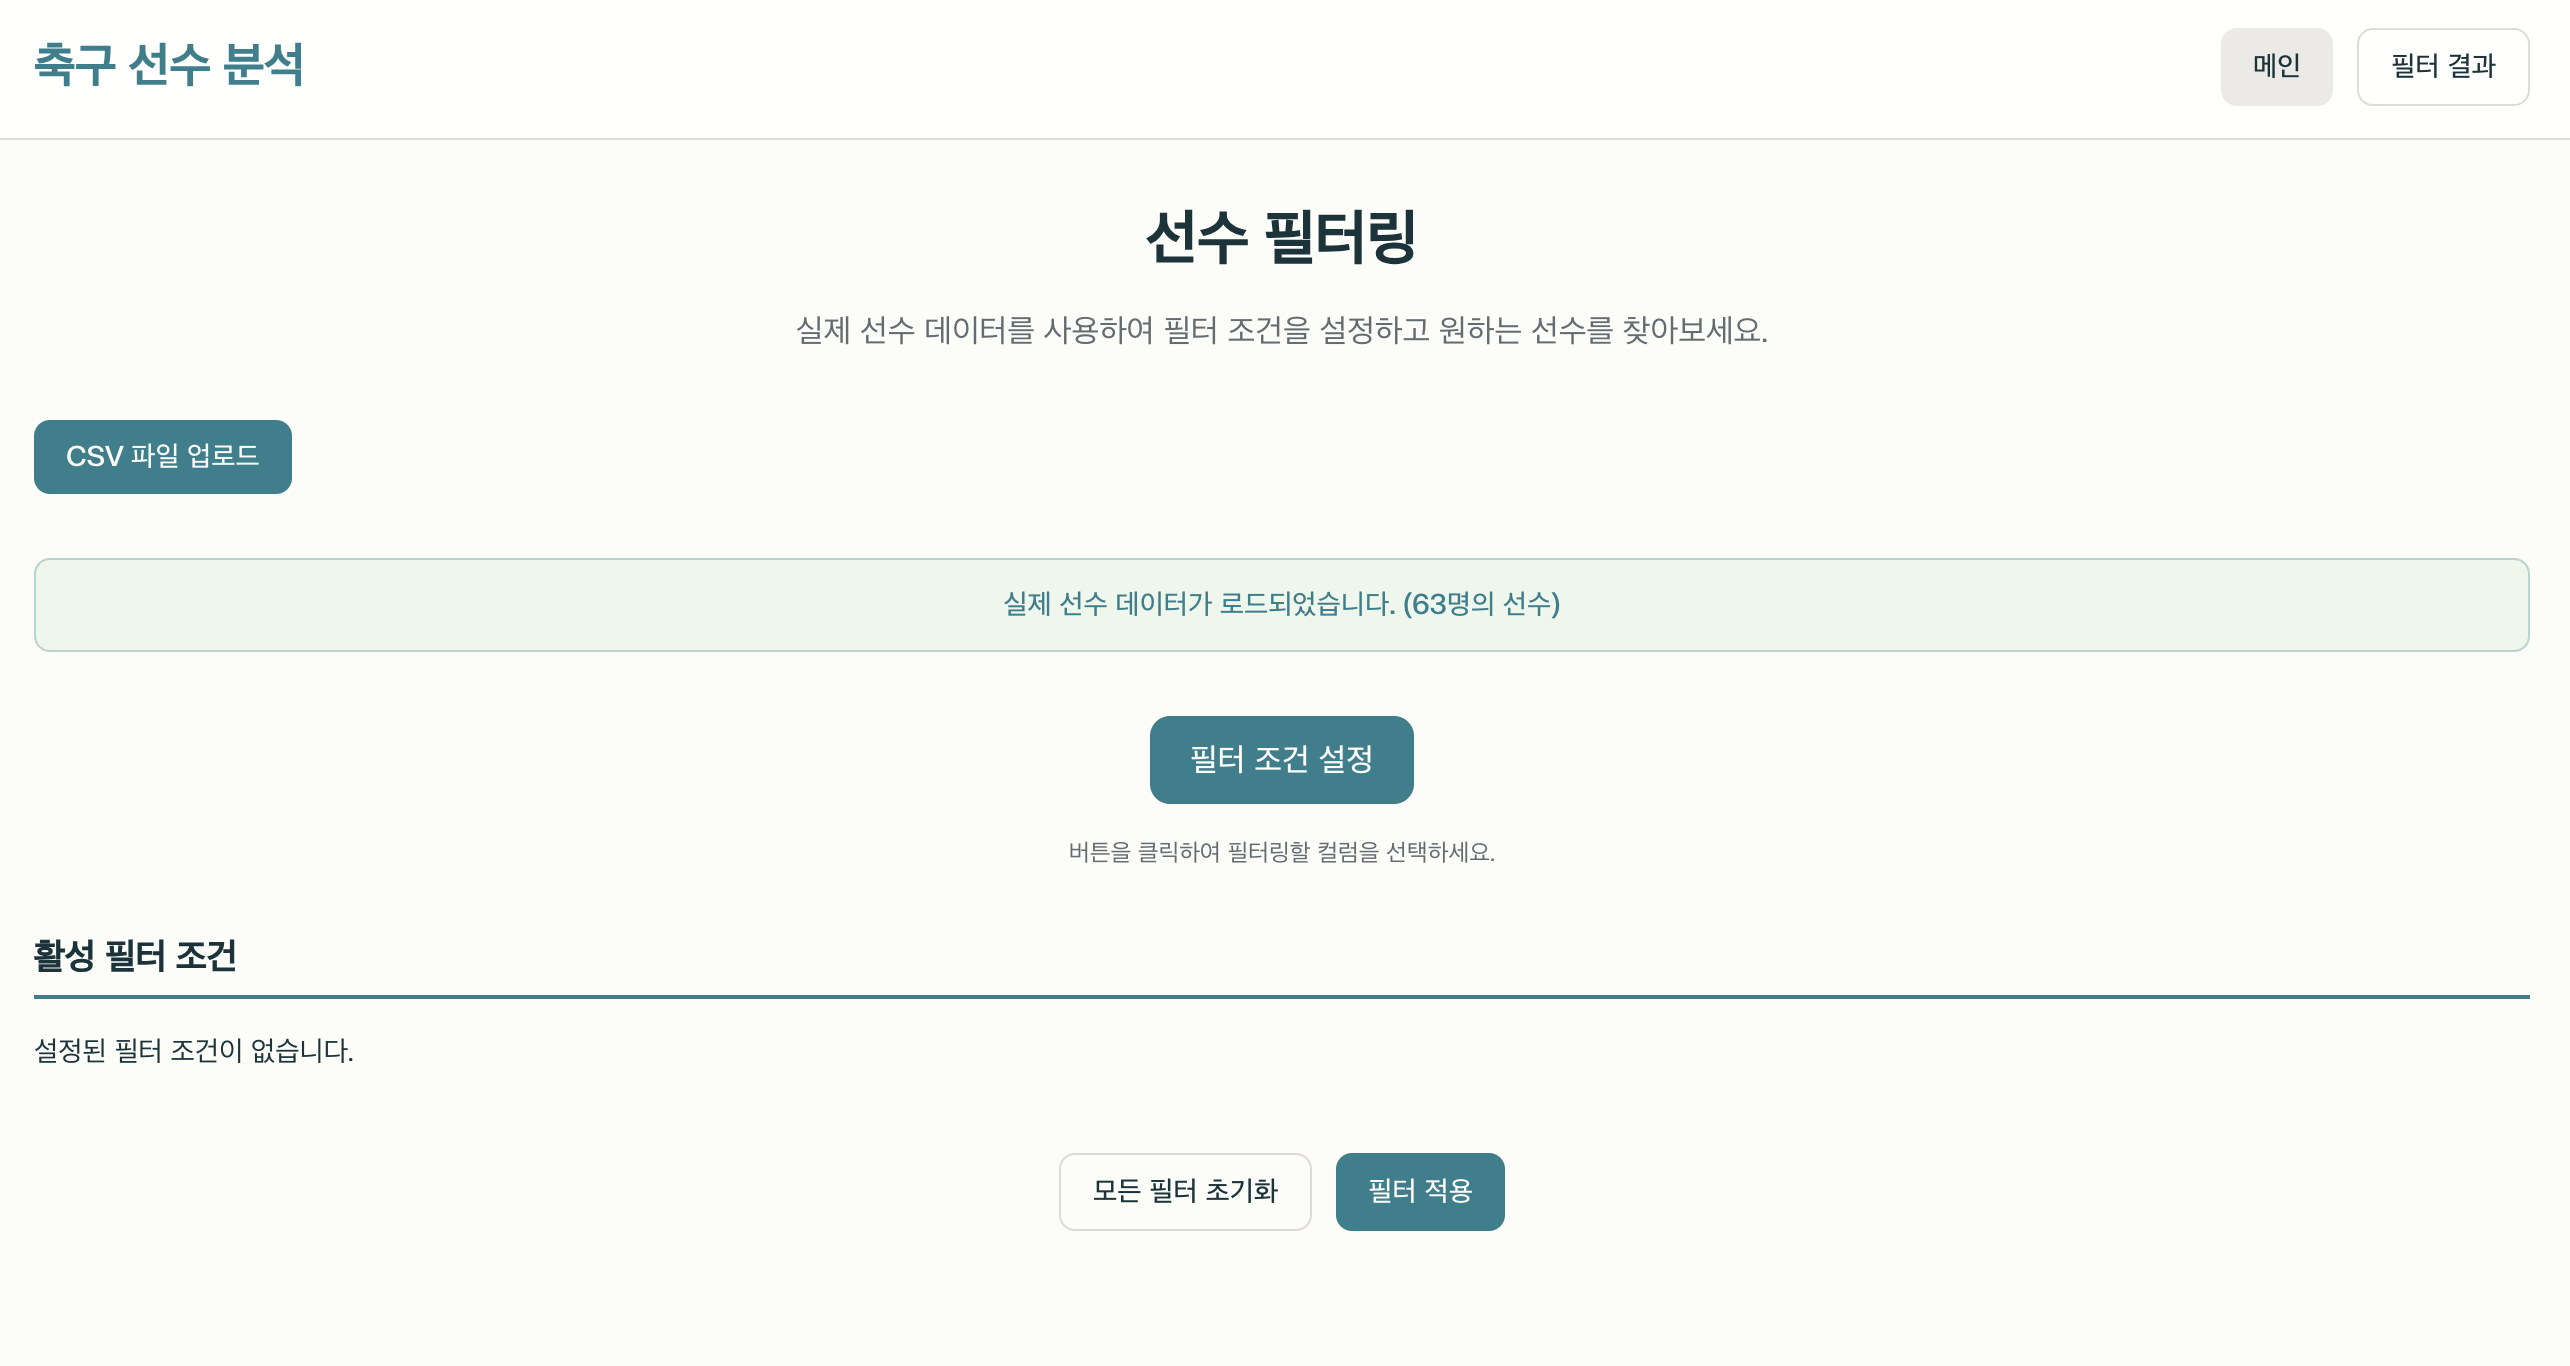 축구 선수 분석
메인
필터 결과
선수 필터링
실제 선수 데이터를 사용하여 필터 조건을 설정하고 원하는 선수를 찾아보세요.
CSV 파일 업로드
실제 선수 데이터가 로드되었습니다. (63명의 선수)
필터 조건 설정
버튼을 클릭하여 필터링할 컬럼을 선택하세요.
활성 필터 조건
설정된 필터 조건이 없습니다.
모든 필터 초기화
필터 적용